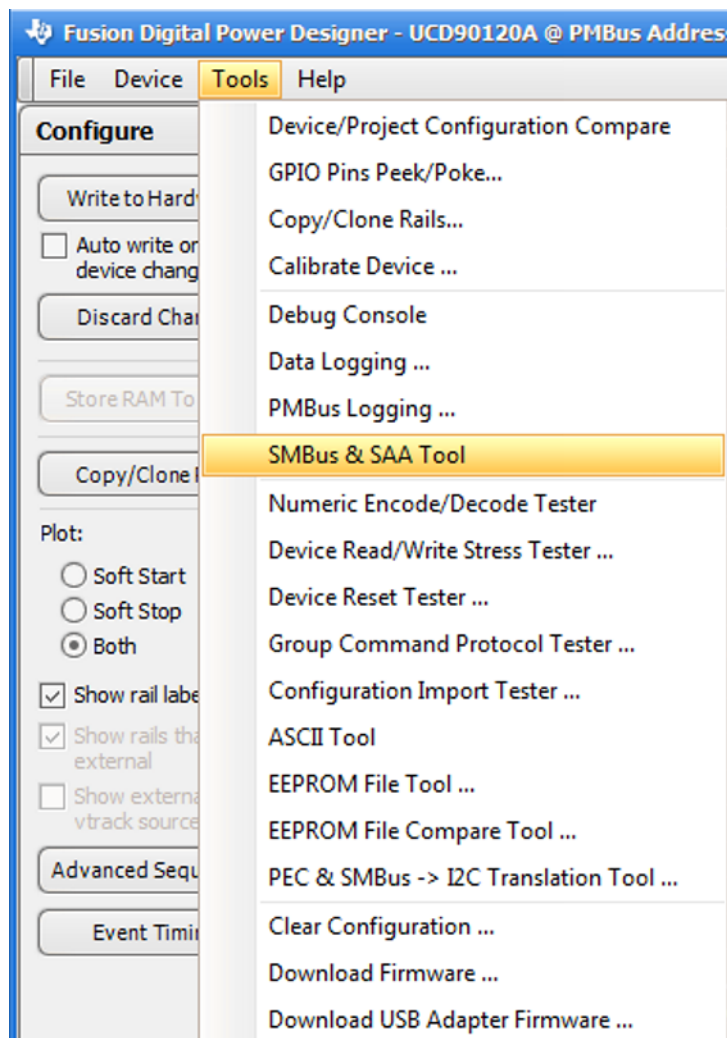 Fusion Digital Power Designer - UCD90120A @ PMBus Addres
File Device Tools Help
Configure
Write to Hard
Auto write or
device chang
Discard Cha
Store RAM To
Copy/Clone
Plot:
Soft Start
Soft Stop
Both
Show rail labe
Show rails tha
external
Show externa
vtrack source
Advanced Sequ
Event Timi
Device/Project Configuration Compare
GPIO Pins Peek/Poke...
Copy/Clone Rails...
Calibrate Device ...
Debug Console
Data Logging ...
PMBus Logging ...
SMBus & SAA Tool
Numeric Encode/Decode Tester
Device Read/Write Stress Tester ...
Device Reset Tester ...
Group Command Protocol Tester ...
Configuration Import Tester ...
ASCII Tool
EEPROM File Tool ...
EEPROM File Compare Tool ...
PEC & SMBus -> I2C Translation Tool ...
Clear Configuration ...
Download Firmware ...
Download USB Adapter Firmware ...